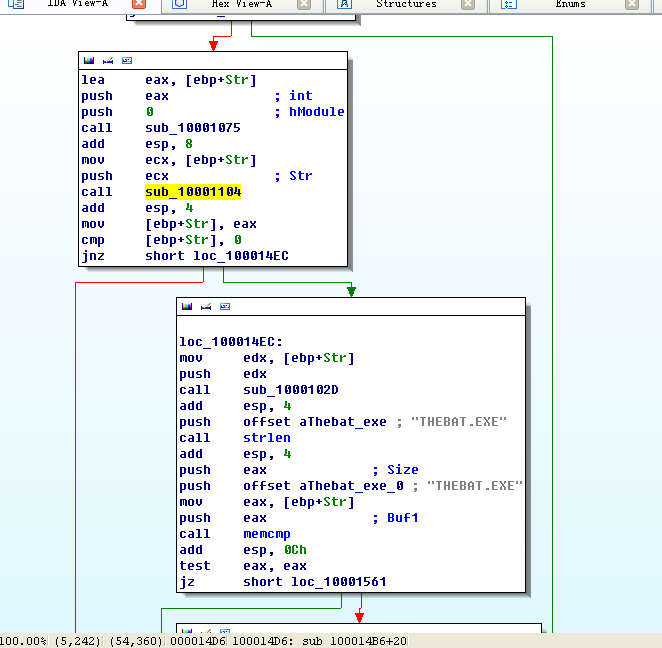 IDA View-A Hex View-A Structures Enums
lea eax, [ebp+Str]
push eax ; int
push 0 ; hModule
call sub_10001075
add esp, 8
mov ecx, [ebp+Str]
push ecx ; Str
call sub_10001104
add esp, 4
mov [ebp+Str], eax
cmp [ebp+Str], 0
jnz short loc_100014EC
loc_100014EC:
mov edx, [ebp+Str]
push edx
call sub_1000102D
add esp, 4
push offset aThebat_exe ; "THEBAT.EXE"
call strlen
add esp, 4
push eax ; Size
push offset aThebat_exe_0 ; "THEBAT.EXE"
mov eax, [ebp+Str]
push eax ; Buf1
call memcmp
add esp, 0Ch
test eax, eax
jz short loc_10001561
100.00% (5,242) (54,360) 000014D6 100014D6: sub_100014B6+20